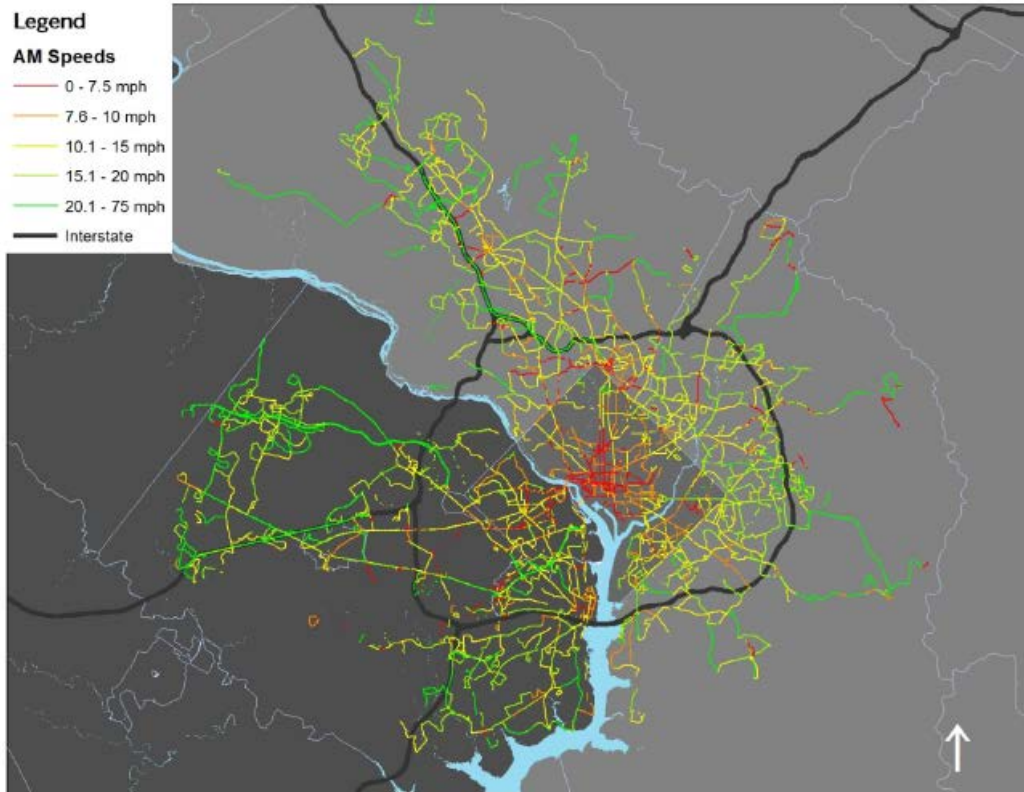 Legend
AM Speeds
0 - 7.5 mph
7.6 - 10 mph
10.1 - 15 mph
15.1 - 20 mph
20.1 - 75 mph
Interstate